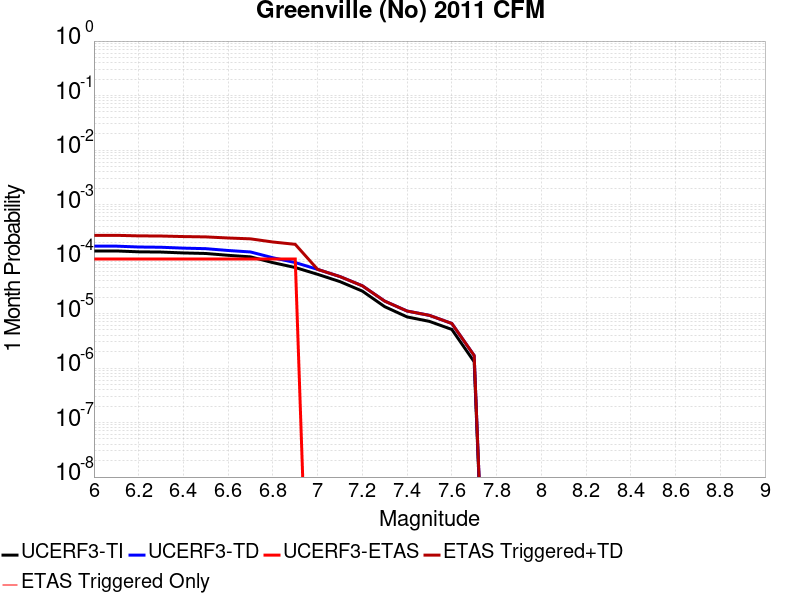 Greenville (No) 2011 CFM
10^0
10^-1
10^-2
10^-3
10^-4
10^-5
10^-6
10^-7
10^-8
1 Month Probability
6 6.2 6.4 6.6 6.8 7 7.2 7.4 7.6 7.8 8 8.2 8.4 8.6 8.8 9
Magnitude
UCERF3-TI UCERF3-TD UCERF3-ETAS ETAS Triggered+TD
ETAS Triggered Only